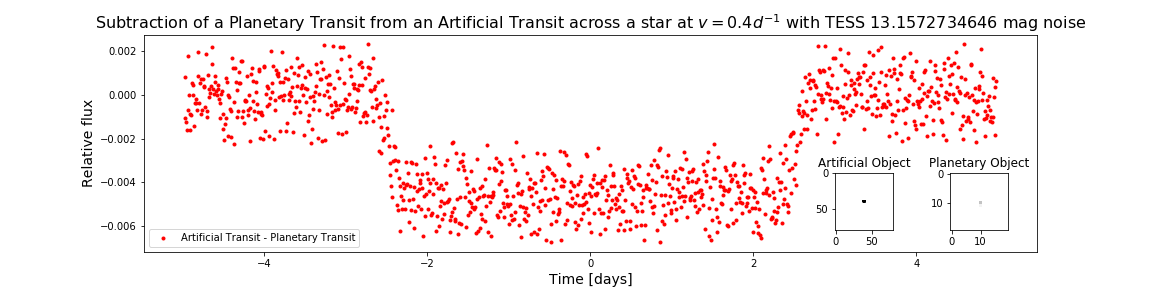 Subtraction of a Planetary Transit from an Artificial Transit across a star at v = 0.4d⁻¹ with TESS 13.1572734646 mag noise
Relative flux
0.002
0.000
−0.002
−0.004
−0.006
Artificial Transit - Planetary Transit
Artificial Object
0
50
0 50
Planetary Object
0
10
0 10
−4 −2 0 2 4
Time [days]